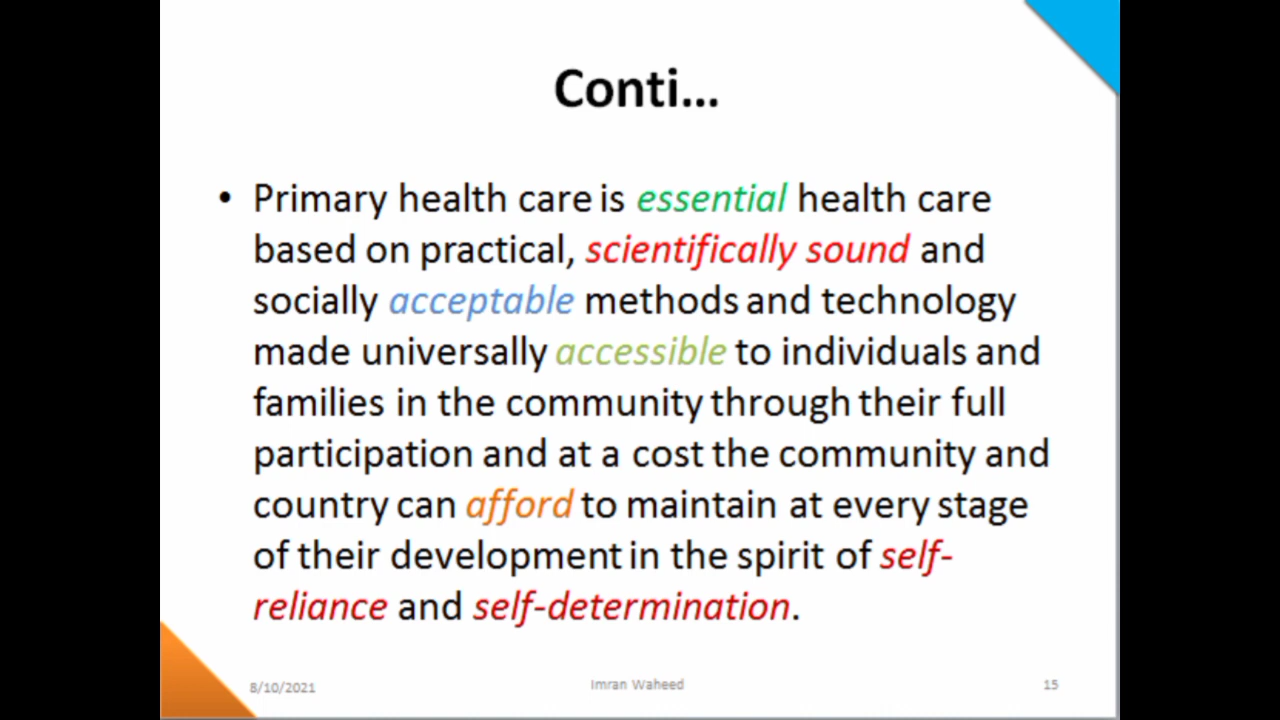 Conti...
• Primary health care is essential health care
based on practical, scientifically sound and
socially acceptable methods and technology
made universally accessible to individuals and
families in the community through their full
participation and at a cost the community and
country can afford to maintain at every stage
of their development in the spirit of self-
reliance and self-determination.
8/10/2021
Imran Waheed
15